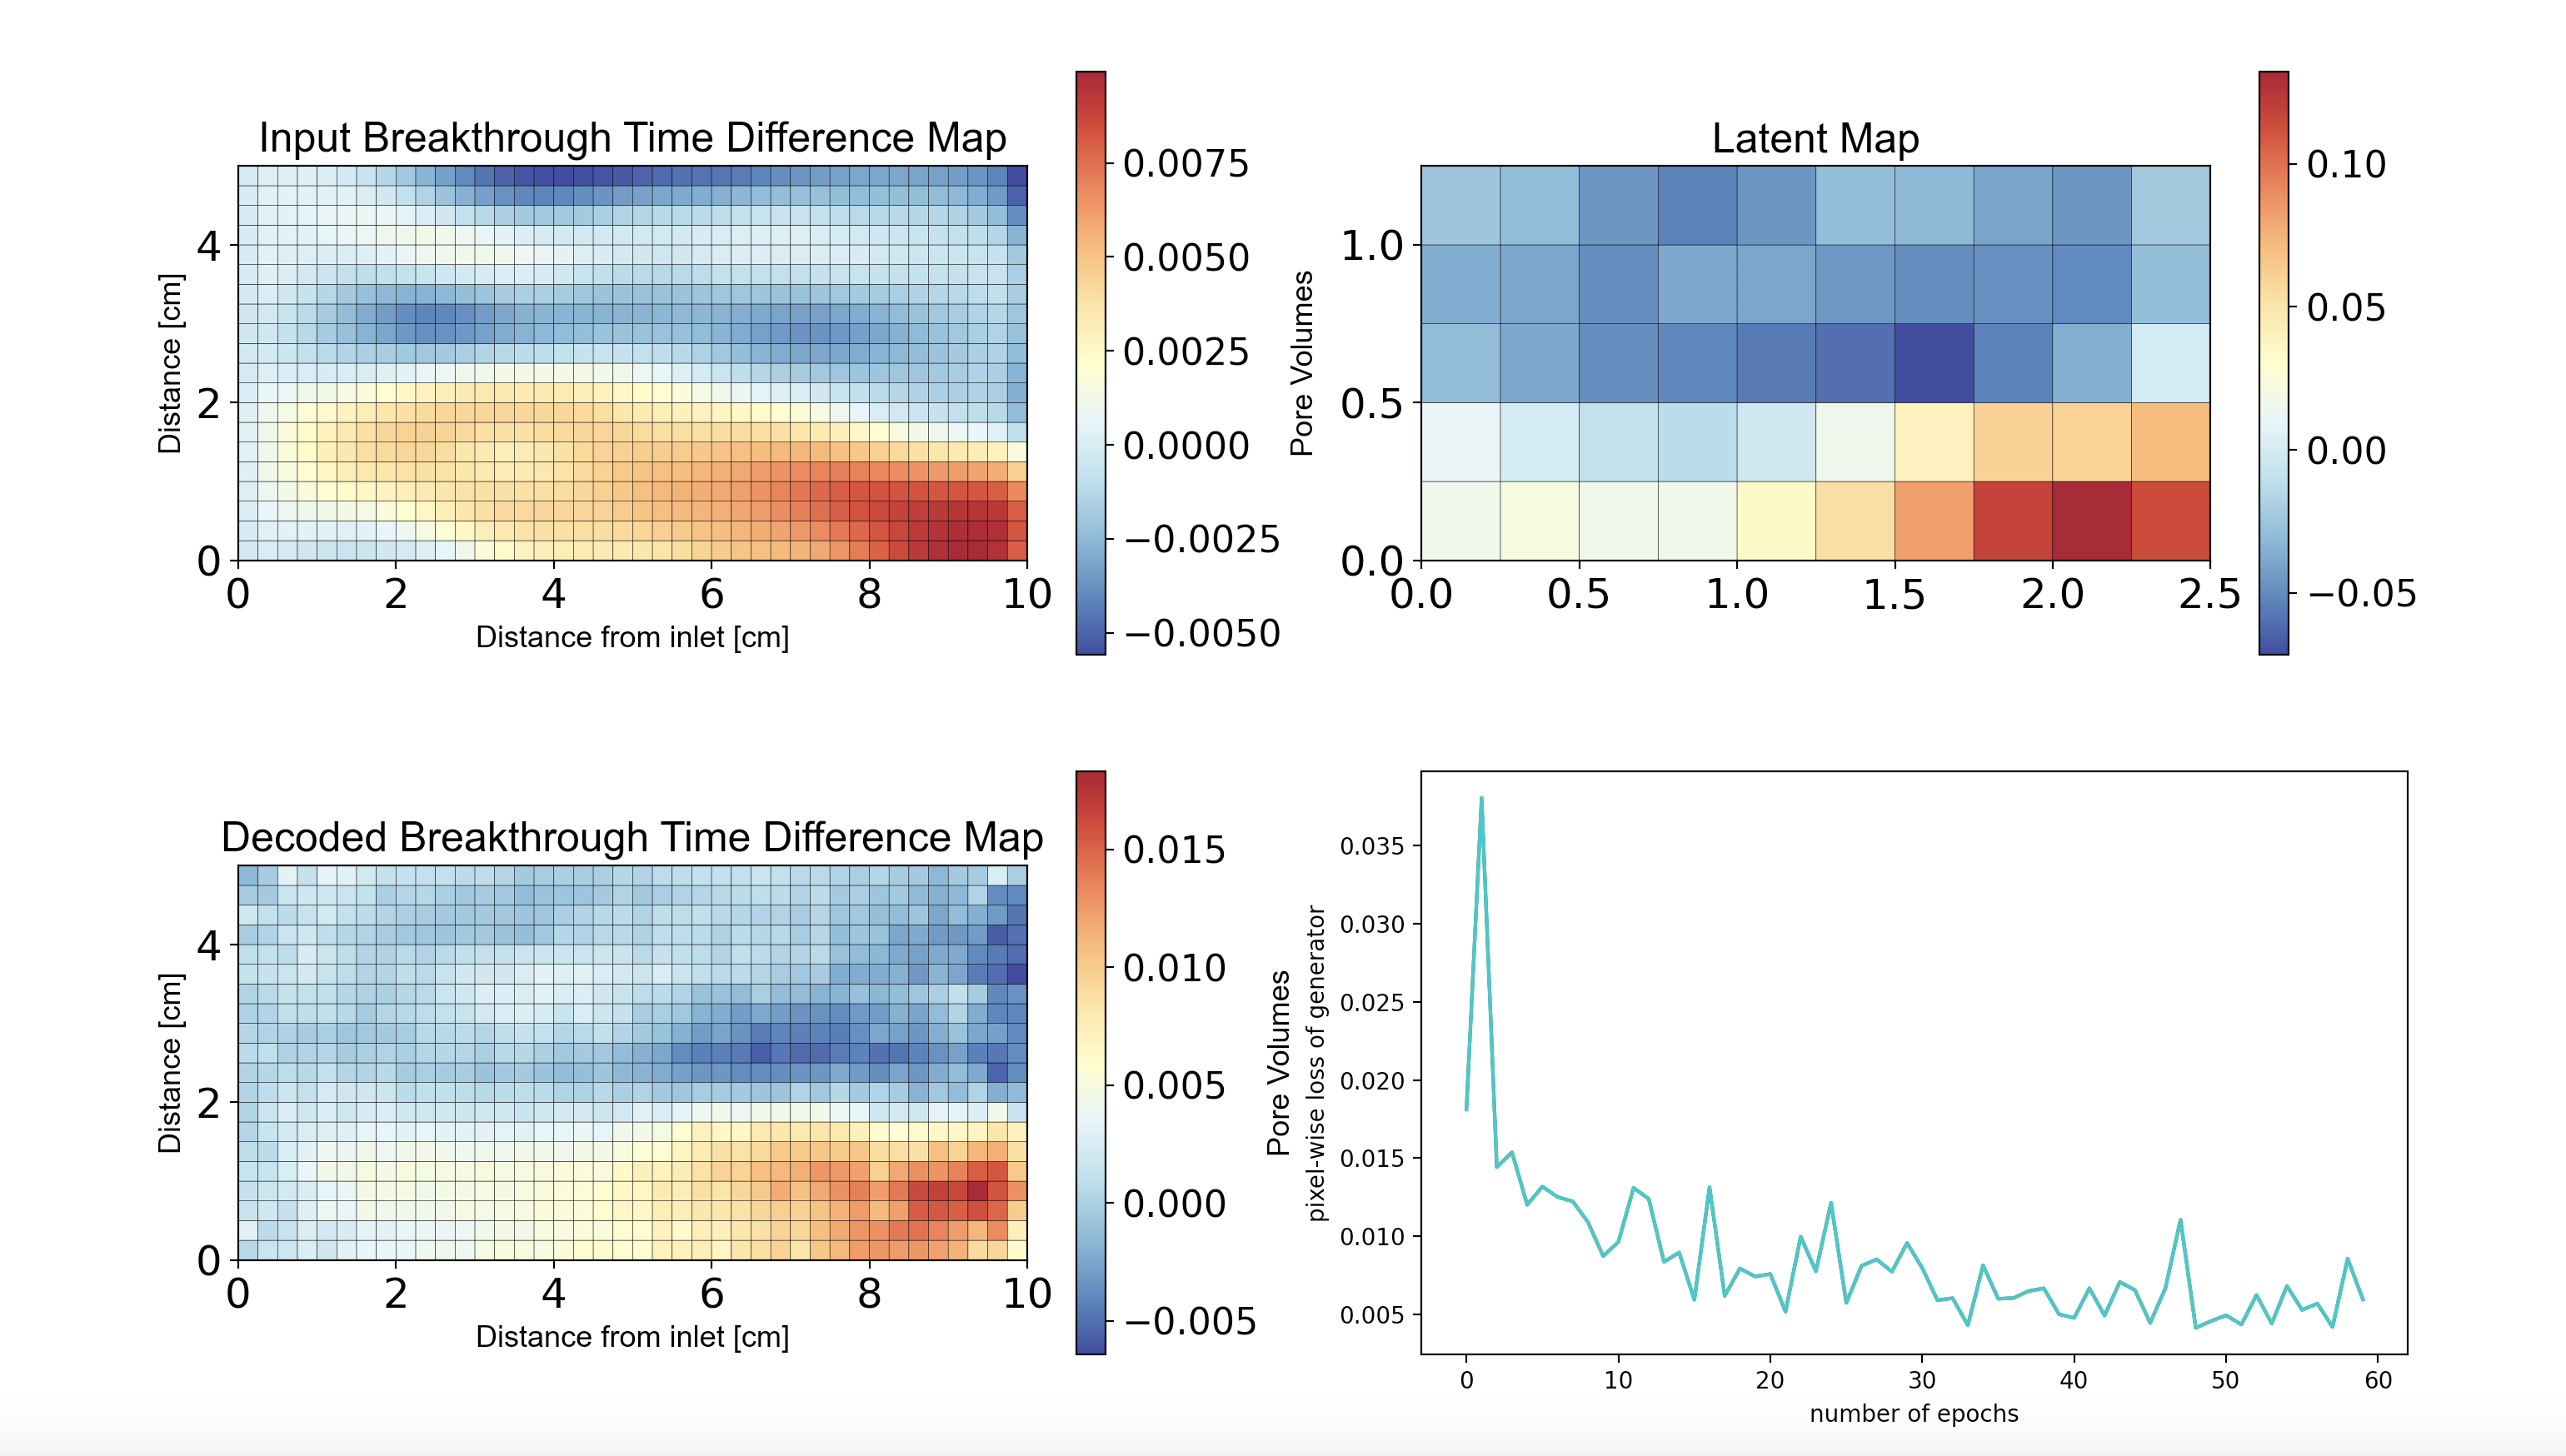 Input Breakthrough Time Difference Map
Distance [cm]
4
2
0
0 2 4 6 8 10
Distance from inlet [cm]
0.0075
0.0050
0.0025
0.0000
−0.0025
−0.0050
Latent Map
Pore Volumes
1.0
0.5
0.0
0.0 0.5 1.0 1.5 2.0 2.5
0.10
0.05
0.00
−0.05
Decoded Breakthrough Time Difference Map
Distance [cm]
4
2
0
0 2 4 6 8 10
Distance from inlet [cm]
0.015
0.010
0.005
0.000
−0.005
Pore Volumes
pixel-wise loss of generator
0.035
0.030
0.025
0.020
0.015
0.010
0.005
0 10 20 30 40 50 60
number of epochs